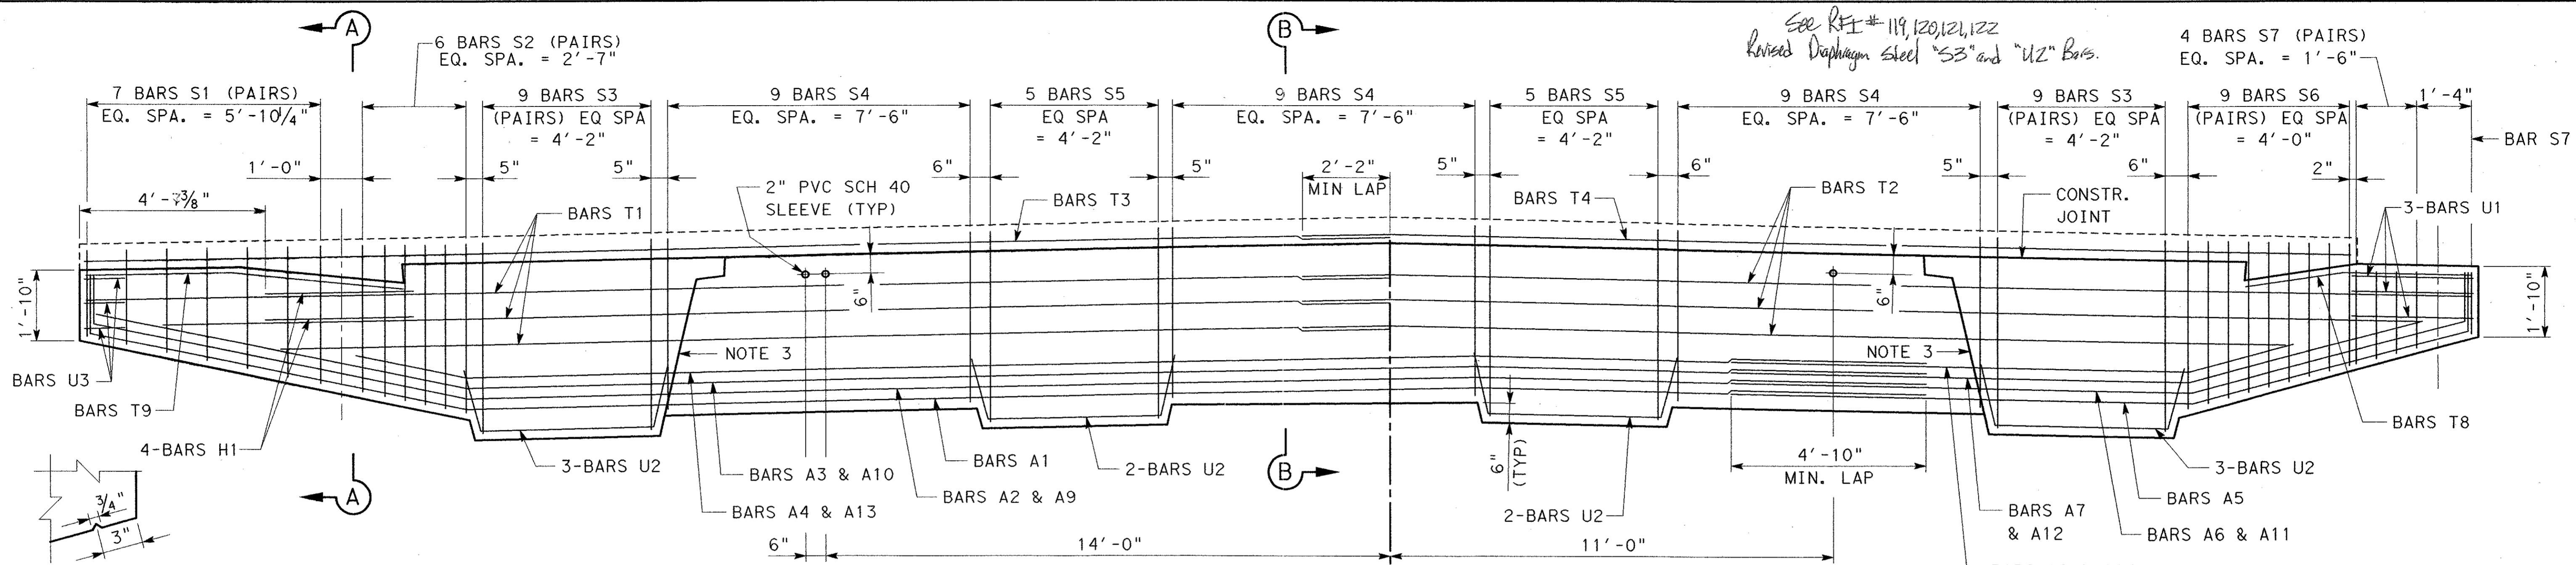 See RFI # 119,120,121,122
Revised Diaphragm Steel "S3" and "U2" Bars.
A
B
6 BARS S2 (PAIRS)
EQ. SPA. = 2'-7"
4 BARS S7 (PAIRS)
EQ. SPA. = 1'-6"
7 BARS S1 (PAIRS)
EQ. SPA. = 5'-10 1/4"
9 BARS S3
(PAIRS) EQ SPA
= 4'-2"
9 BARS S4
EQ. SPA. = 7'-6"
5 BARS S5
EQ SPA
= 4'-2"
9 BARS S4
EQ. SPA. = 7'-6"
5 BARS S5
EQ SPA
= 4'-2"
9 BARS S4
EQ. SPA. = 7'-6"
9 BARS S3
(PAIRS) EQ SPA
= 4'-2"
9 BARS S6
(PAIRS) EQ SPA
= 4'-0"
1'-4"
BAR S7
1'-0"
5"
5"
6"
5"
2'-2"
MIN LAP
5"
6"
5"
6"
2"
4'-7 3/8"
BARS T1
2" PVC SCH 40
SLEEVE (TYP)
BARS T3
BARS T4
BARS T2
CONSTR.
JOINT
3-BARS U1
1'-10"
6"
6"
1'-10"
BARS U3
BARS T9
4-BARS H1
NOTE 3
NOTE 3
BARS T8
3-BARS U2
BARS A3 & A10
BARS A4 & A13
BARS A1
BARS A2 & A9
2-BARS U2
6"
(TYP)
2-BARS U2
4'-10"
MIN. LAP
BARS A7
& A12
BARS A5
BARS A6 & A11
3-BARS U2
A
B
3/4"
3"
6"
14'-0"
11'-0"